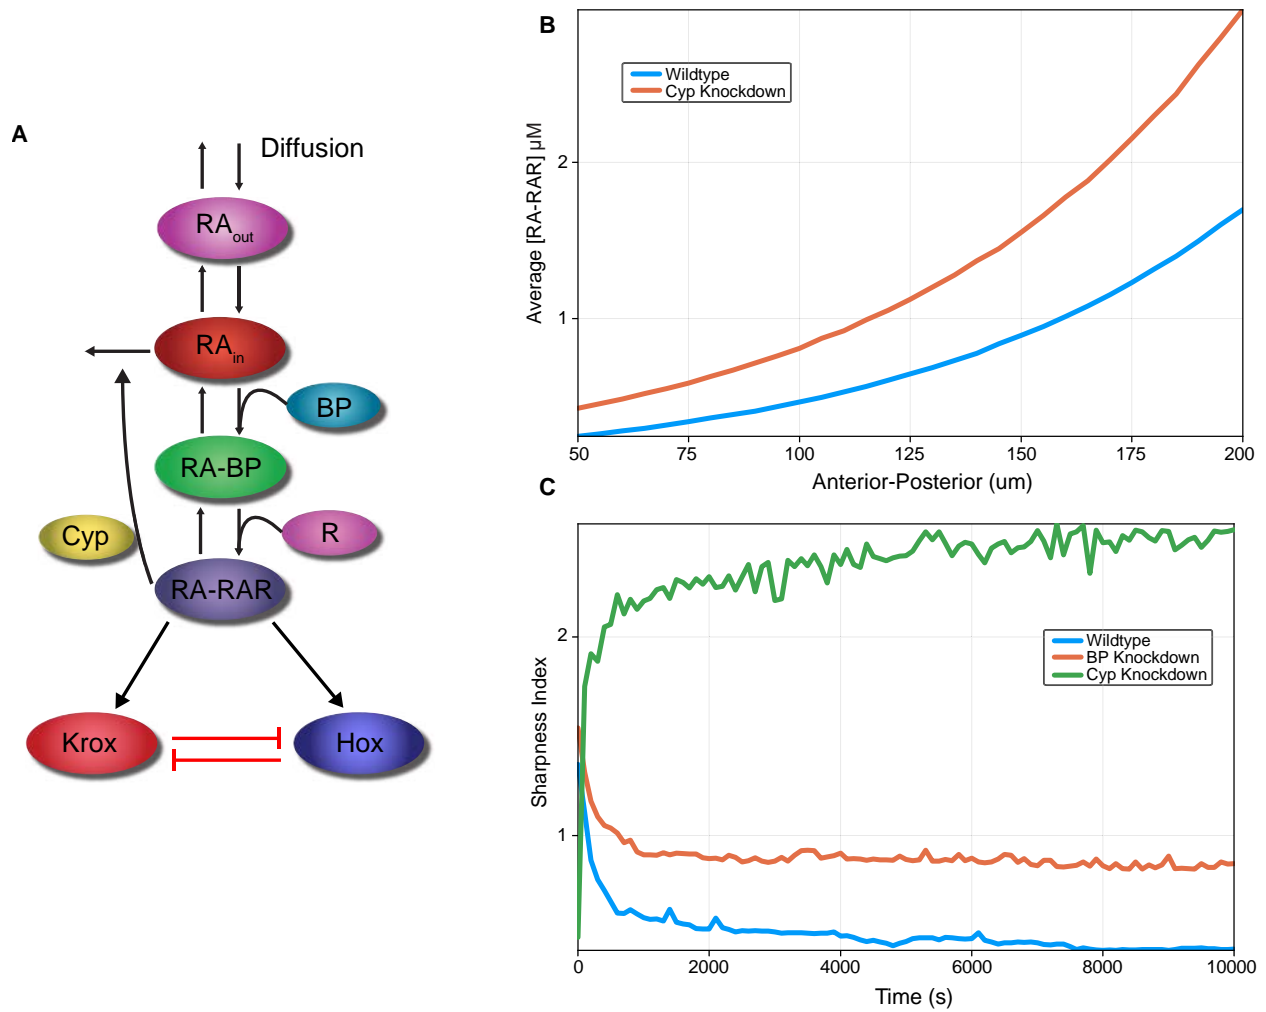 A
Diffusion
RAout
RAin
BP
RA-BP
Cyp
R
RA-RAR
Krox
Hox
B
Wildtype
Cyp Knockdown
Average [RA-RAR] µM
2
1
50
75
100
125
150
175
200
Anterior-Posterior (um)
C
Wildtype
BP Knockdown
Cyp Knockdown
Sharpness Index
2
1
0
2000
4000
6000
8000
10000
Time (s)